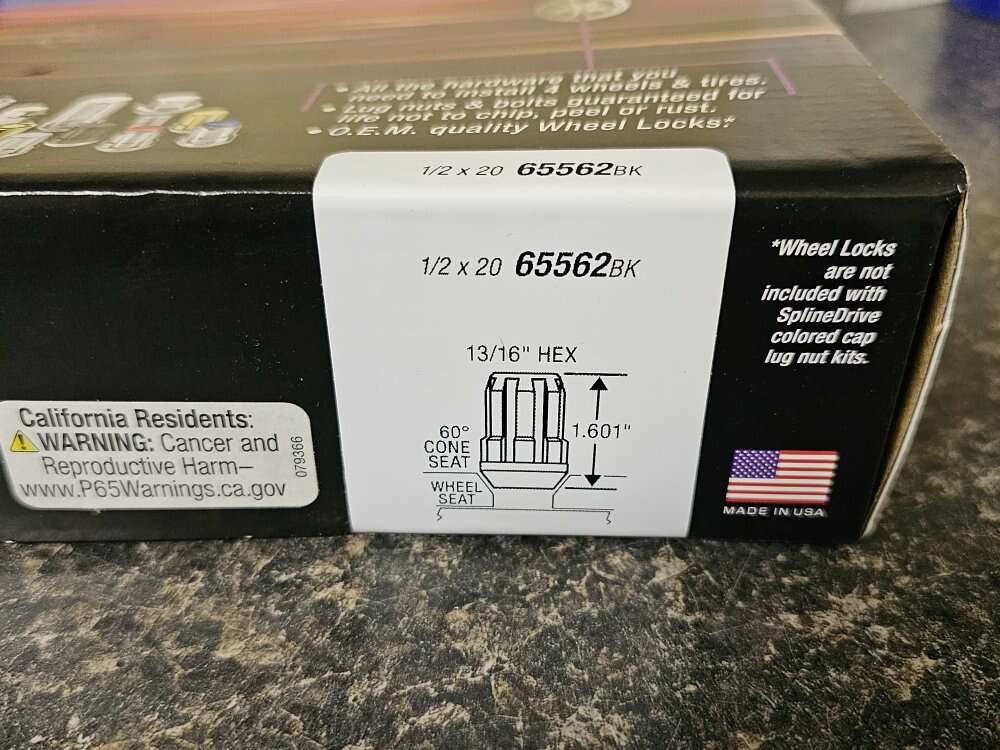 • All the hardware that you
need to install 4 wheels & tires.
• Lug nuts & bolts guaranteed for
life not to chip, peel or rust.
• O.E.M. quality Wheel Locks.*
1/2 x 20 65562BK
1/2 x 20 65562BK
13/16" HEX
1.601"
60°
CONE
SEAT
WHEEL
SEAT
*Wheel Locks
are not
included with
SplineDrive
colored cap
lug nut kits.
MADE IN USA
California Residents:
WARNING: Cancer and
Reproductive Harm–
www.P65Warnings.ca.gov
079366